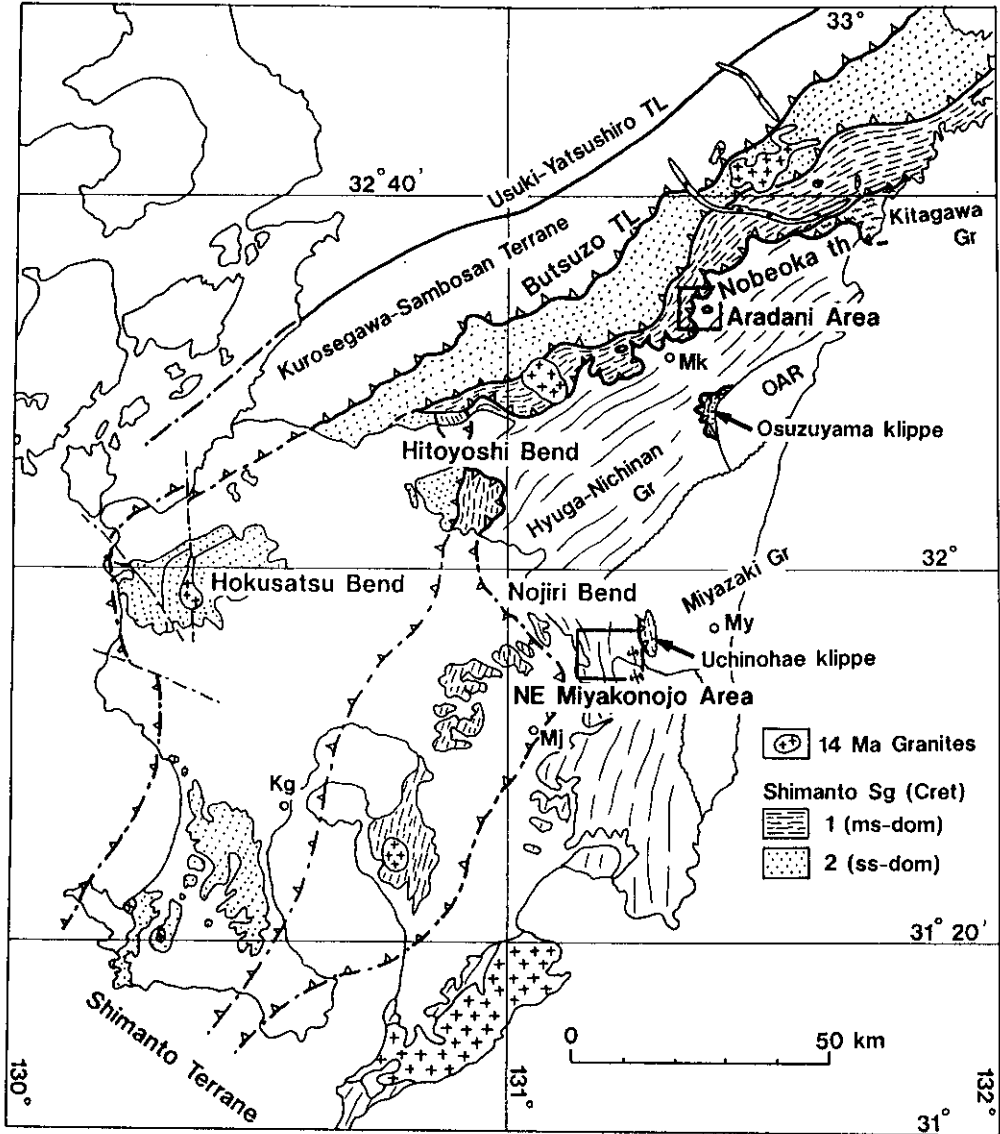 33°
Usuki-Yatsushiro TL
32° 40'
Kurosegawa-Sambosan Terrane
Butsuzo TL
Kitagawa
Gr
Nobeoka th
Aradani Area
Mk
OAR
Osuzuyama klippe
Hitoyoshi Bend
Hyuga-Nichinan
Gr
32°
Hokusatsu Bend
Nojiri Bend
Miyazaki Gr
My
Uchinohae klippe
NE Miyakonojo Area
Mj
14 Ma Granites
Kg
Shimanto Sg (Cret)
1 (ms-dom)
2 (ss-dom)
31° 20'
Shimanto Terrane
0 50 km
130°
131°
132°
31°